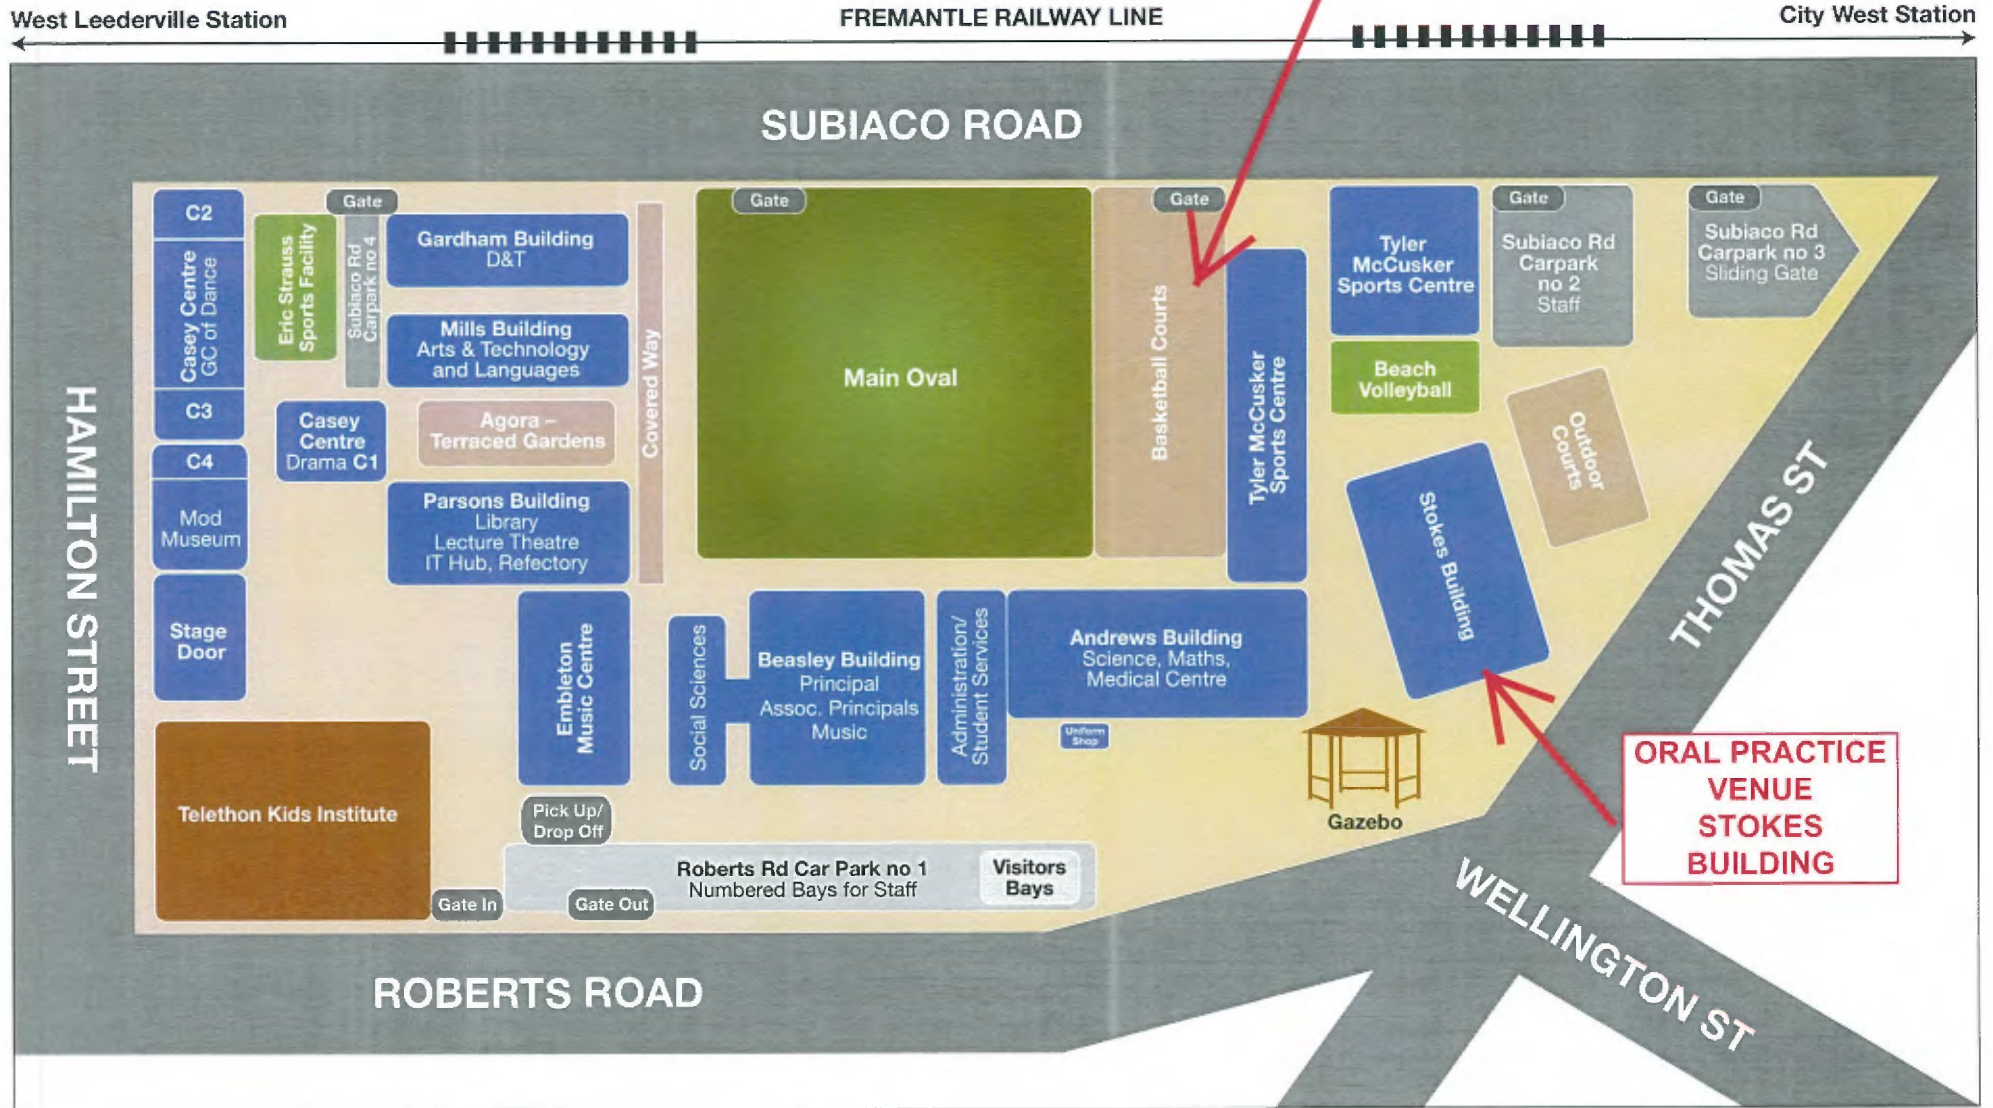 West Leederville Station
FREMANTLE RAILWAY LINE
City West Station
SUBIACO ROAD
HAMILTON STREET
C2
Casey Centre
GC of Dance
C3
C4
Mod
Museum
Stage
Door
Eric Strauss
Sports Facility
Gate
Subiaco Rd
Carpark no 4
Gardham Building
D&T
Mills Building
Arts & Technology
and Languages
Casey
Centre
Drama C1
Agora –
Terraced Gardens
Parsons Building
Library
Lecture Theatre
IT Hub, Refectory
Covered Way
Gate
Main Oval
Gate
Basketball Courts
Tyler McCusker
Sports Centre
Tyler
McCusker
Sports Centre
Beach
Volleyball
Gate
Subiaco Rd
Carpark
no 2
Staff
Gate
Subiaco Rd
Carpark no 3
Sliding Gate
Outdoor
Courts
Stokes Building
THOMAS ST
Embleton
Music Centre
Social Sciences
Beasley Building
Principal
Assoc. Principals
Music
Administration/
Student Services
Andrews Building
Science, Maths,
Medical Centre
Uniform
Shop
Gazebo
ORAL PRACTICE
VENUE
STOKES
BUILDING
Telethon Kids Institute
Pick Up/
Drop Off
Roberts Rd Car Park no 1
Numbered Bays for Staff
Visitors
Bays
Gate In
Gate Out
WELLINGTON ST
ROBERTS ROAD